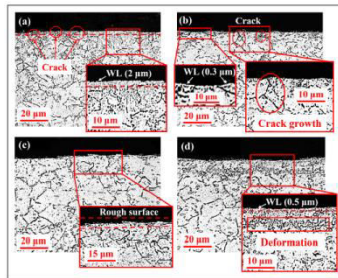 (a)
Crack
WL (2 μm)
20 μm
10 μm
(b)
Crack
WL (0.3 μm)
10 μm
10 μm
20 μm
Crack growth
(c)
Rough surface
20 μm
15 μm
(d)
WL (0.5 μm)
Deformation
20 μm
10 μm